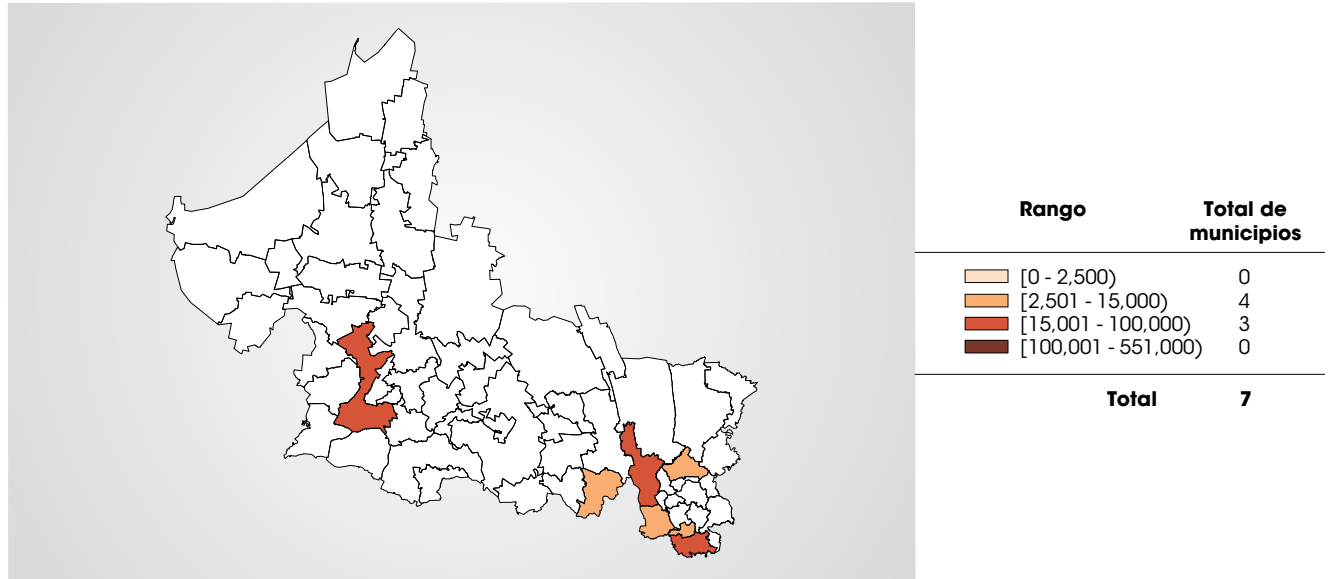 Rango Total de municipios
[0 - 2,500) 0
[2,501 - 15,000) 4
[15,001 - 100,000) 3
[100,001 - 551,000) 0
Total 7